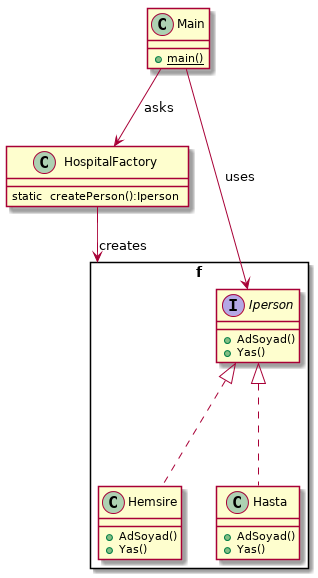 C Main
main()
asks
C HospitalFactory
static createPerson():Iperson
uses
creates
f
I Iperson
AdSoyad()
Yas()
C Hemsire
AdSoyad()
Yas()
C Hasta
AdSoyad()
Yas()